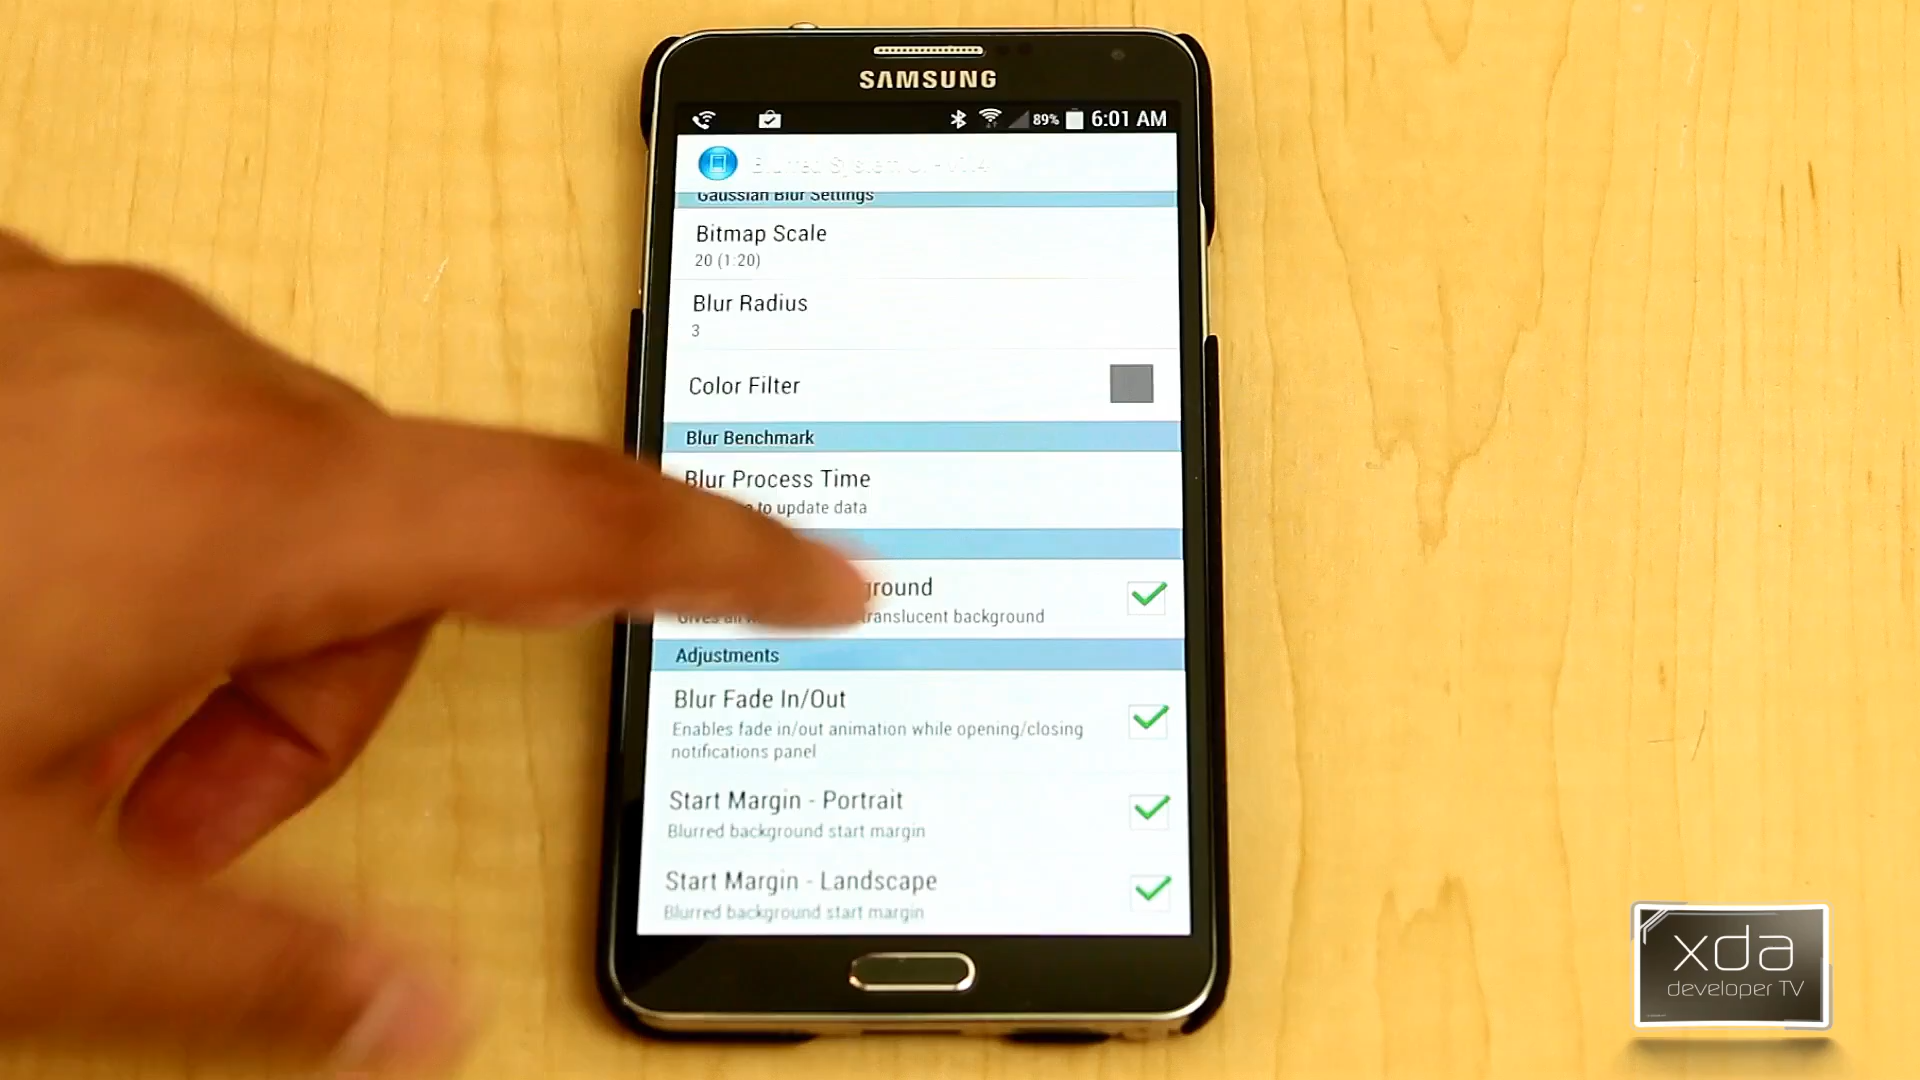 SAMSUNG
89% 6:01 AM
Blurred System UI
Gaussian Blur Settings
Bitmap Scale
20 (1:20)
Blur Radius
3
Color Filter
Blur Benchmark
Blur Process Time
to update data
translucent background
Adjustments
Blur Fade In/Out
Enables fade in/out animation while opening/closing
notifications panel
Start Margin - Portrait
Blurred background start margin
Start Margin - Landscape
Blurred background start margin
xda
developer TV